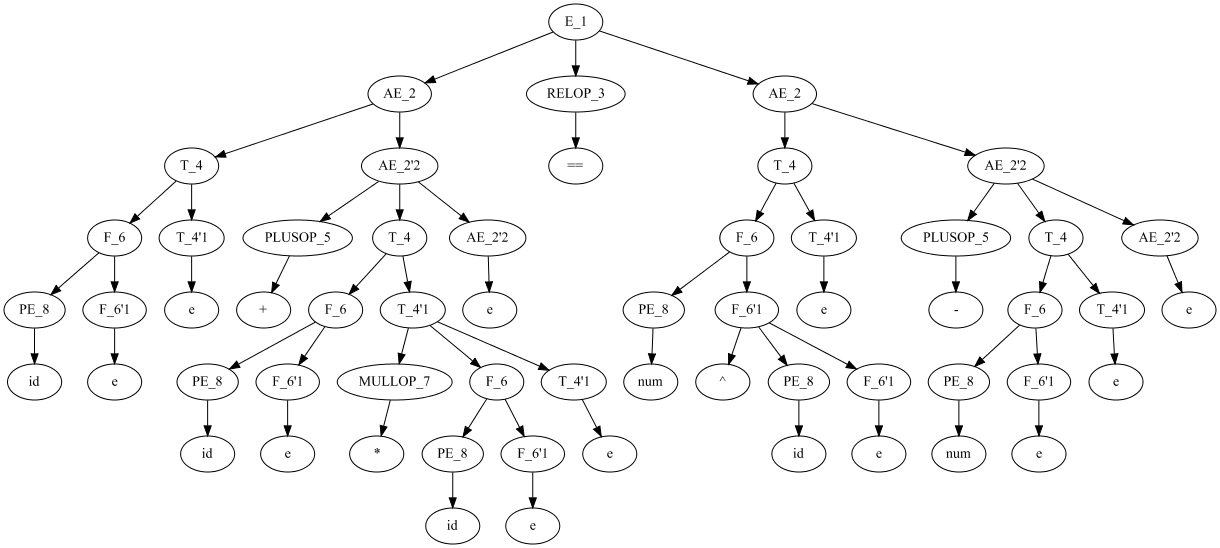 E_1
AE_2 RELOP_3 AE_2
T_4 AE_2'2 == T_4 AE_2'2
F_6 T_4'1 PLUSOP_5 T_4 AE_2'2 F_6 T_4'1 PLUSOP_5 T_4 AE_2'2
PE_8 F_6'1 e + F_6 T_4'1 e PE_8 F_6'1 e - F_6 T_4'1 e
id e PE_8 F_6'1 MULLOP_7 F_6 T_4'1 num ^ PE_8 F_6'1 PE_8 F_6'1 e
id e * PE_8 F_6'1 e id e num e
id e